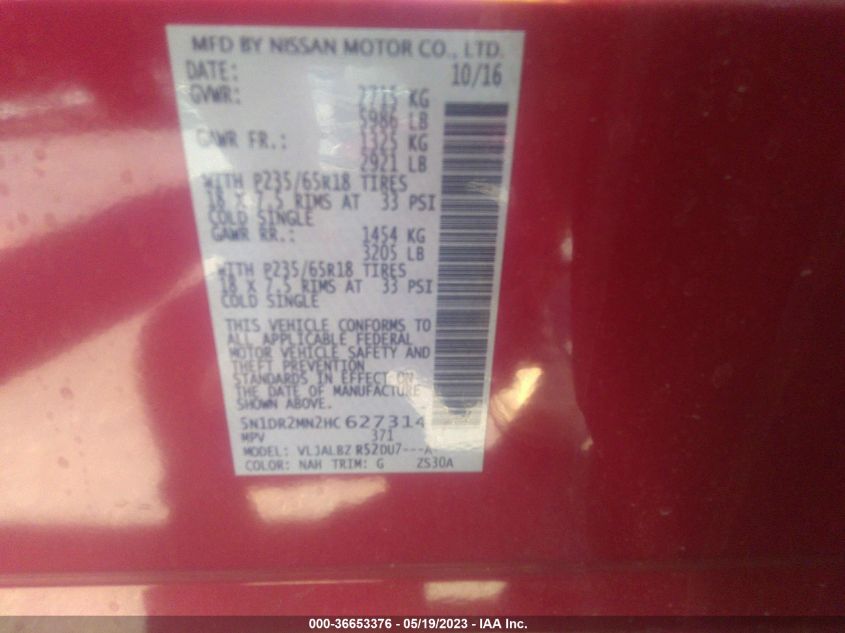 MFD BY NISSAN MOTOR CO., LTD.
DATE: 10/16
GVWR: 2715 KG
5986 LB
GAWR FR.: 1325 KG
2921 LB
WITH P235/65R18 TIRES
18 X 7.5 RIMS AT 33 PSI
COLD SINGLE
GAWR RR.: 1454 KG
3205 LB
WITH P235/65R18 TIRES
18 X 7.5 RIMS AT 33 PSI
COLD SINGLE
THIS VEHICLE CONFORMS TO
ALL APPLICABLE FEDERAL
MOTOR VEHICLE SAFETY AND
THEFT PREVENTION
STANDARDS IN EFFECT ON
THE DATE OF MANUFACTURE
SHOWN ABOVE.
5N1DR2MN2HC 627314
MPV 371
MODEL: VLJALBZ R52DU7---A
COLOR: NAH TRIM: G ZS30A
000-36653376 - 05/19/2023 - IAA Inc.